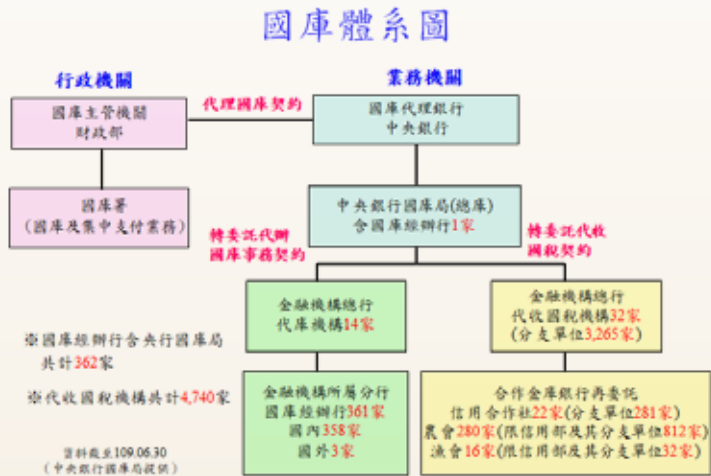 國庫體系圖
行政機關
業務機關
國庫主管機關
財政部
代理國庫契約
國庫代理銀行
中央銀行
國庫署
(國庫及集中支付業務)
中央銀行國庫局(總庫)
含國庫經辦行1家
轉委託代辦
國庫事務契約
轉委託代收
國稅契約
金融機構總行
代庫機構14家
金融機構總行
代收國稅機構32家
(分支單位3,265家)
※國庫經辦行含央行國庫局
共計362家
※代收國稅機構共計4,740家
金融機構所屬分行
國庫經辦行361家
國內358家
國外3家
合作金庫銀行再委託
信用合作社22家(分支單位281家)
農會280家(限信用部及其分支單位812家)
漁會16家(限信用部及其分支單位32家)
資料截至109.06.30
(中央銀行國庫局提供)